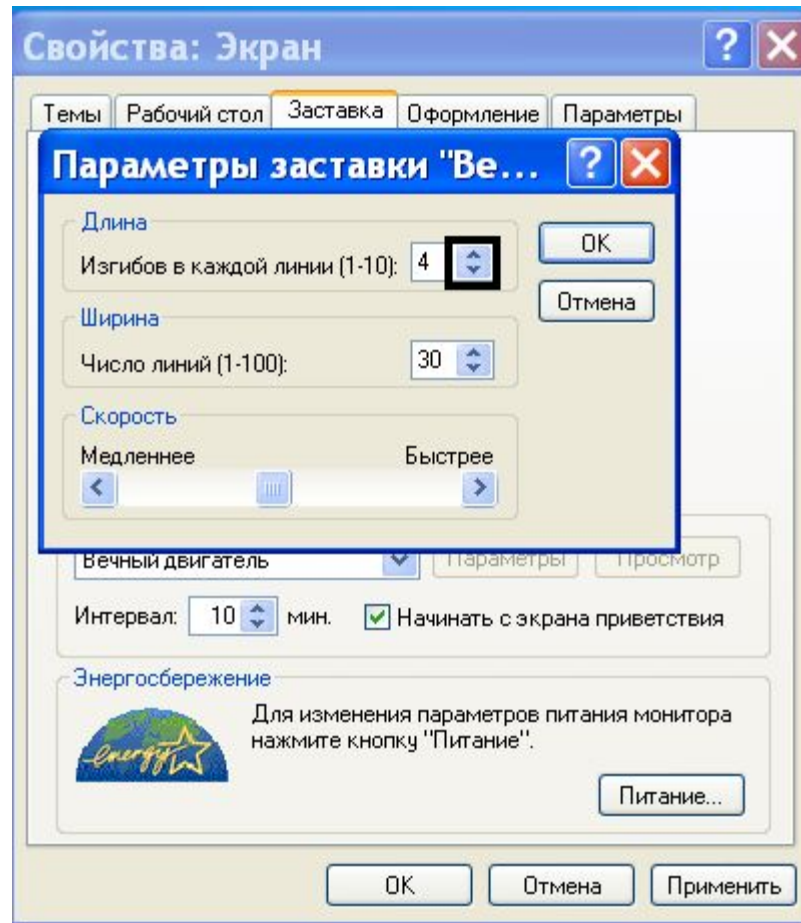 Свойства: Экран
Темы Рабочий стол Заставка Оформление Параметры
Параметры заставки "Ве...
Длина
Изгибов в каждой линии (1-10): 4
OK
Отмена
Ширина
Число линий (1-100): 30
Скорость
Медленнее Быстрее
Вечный двигатель Параметры Просмотр
Интервал: 10 мин. Начинать с экрана приветствия
Энергосбережение
energy
Для изменения параметров питания монитора
нажмите кнопку "Питание".
Питание...
OK Отмена Применить